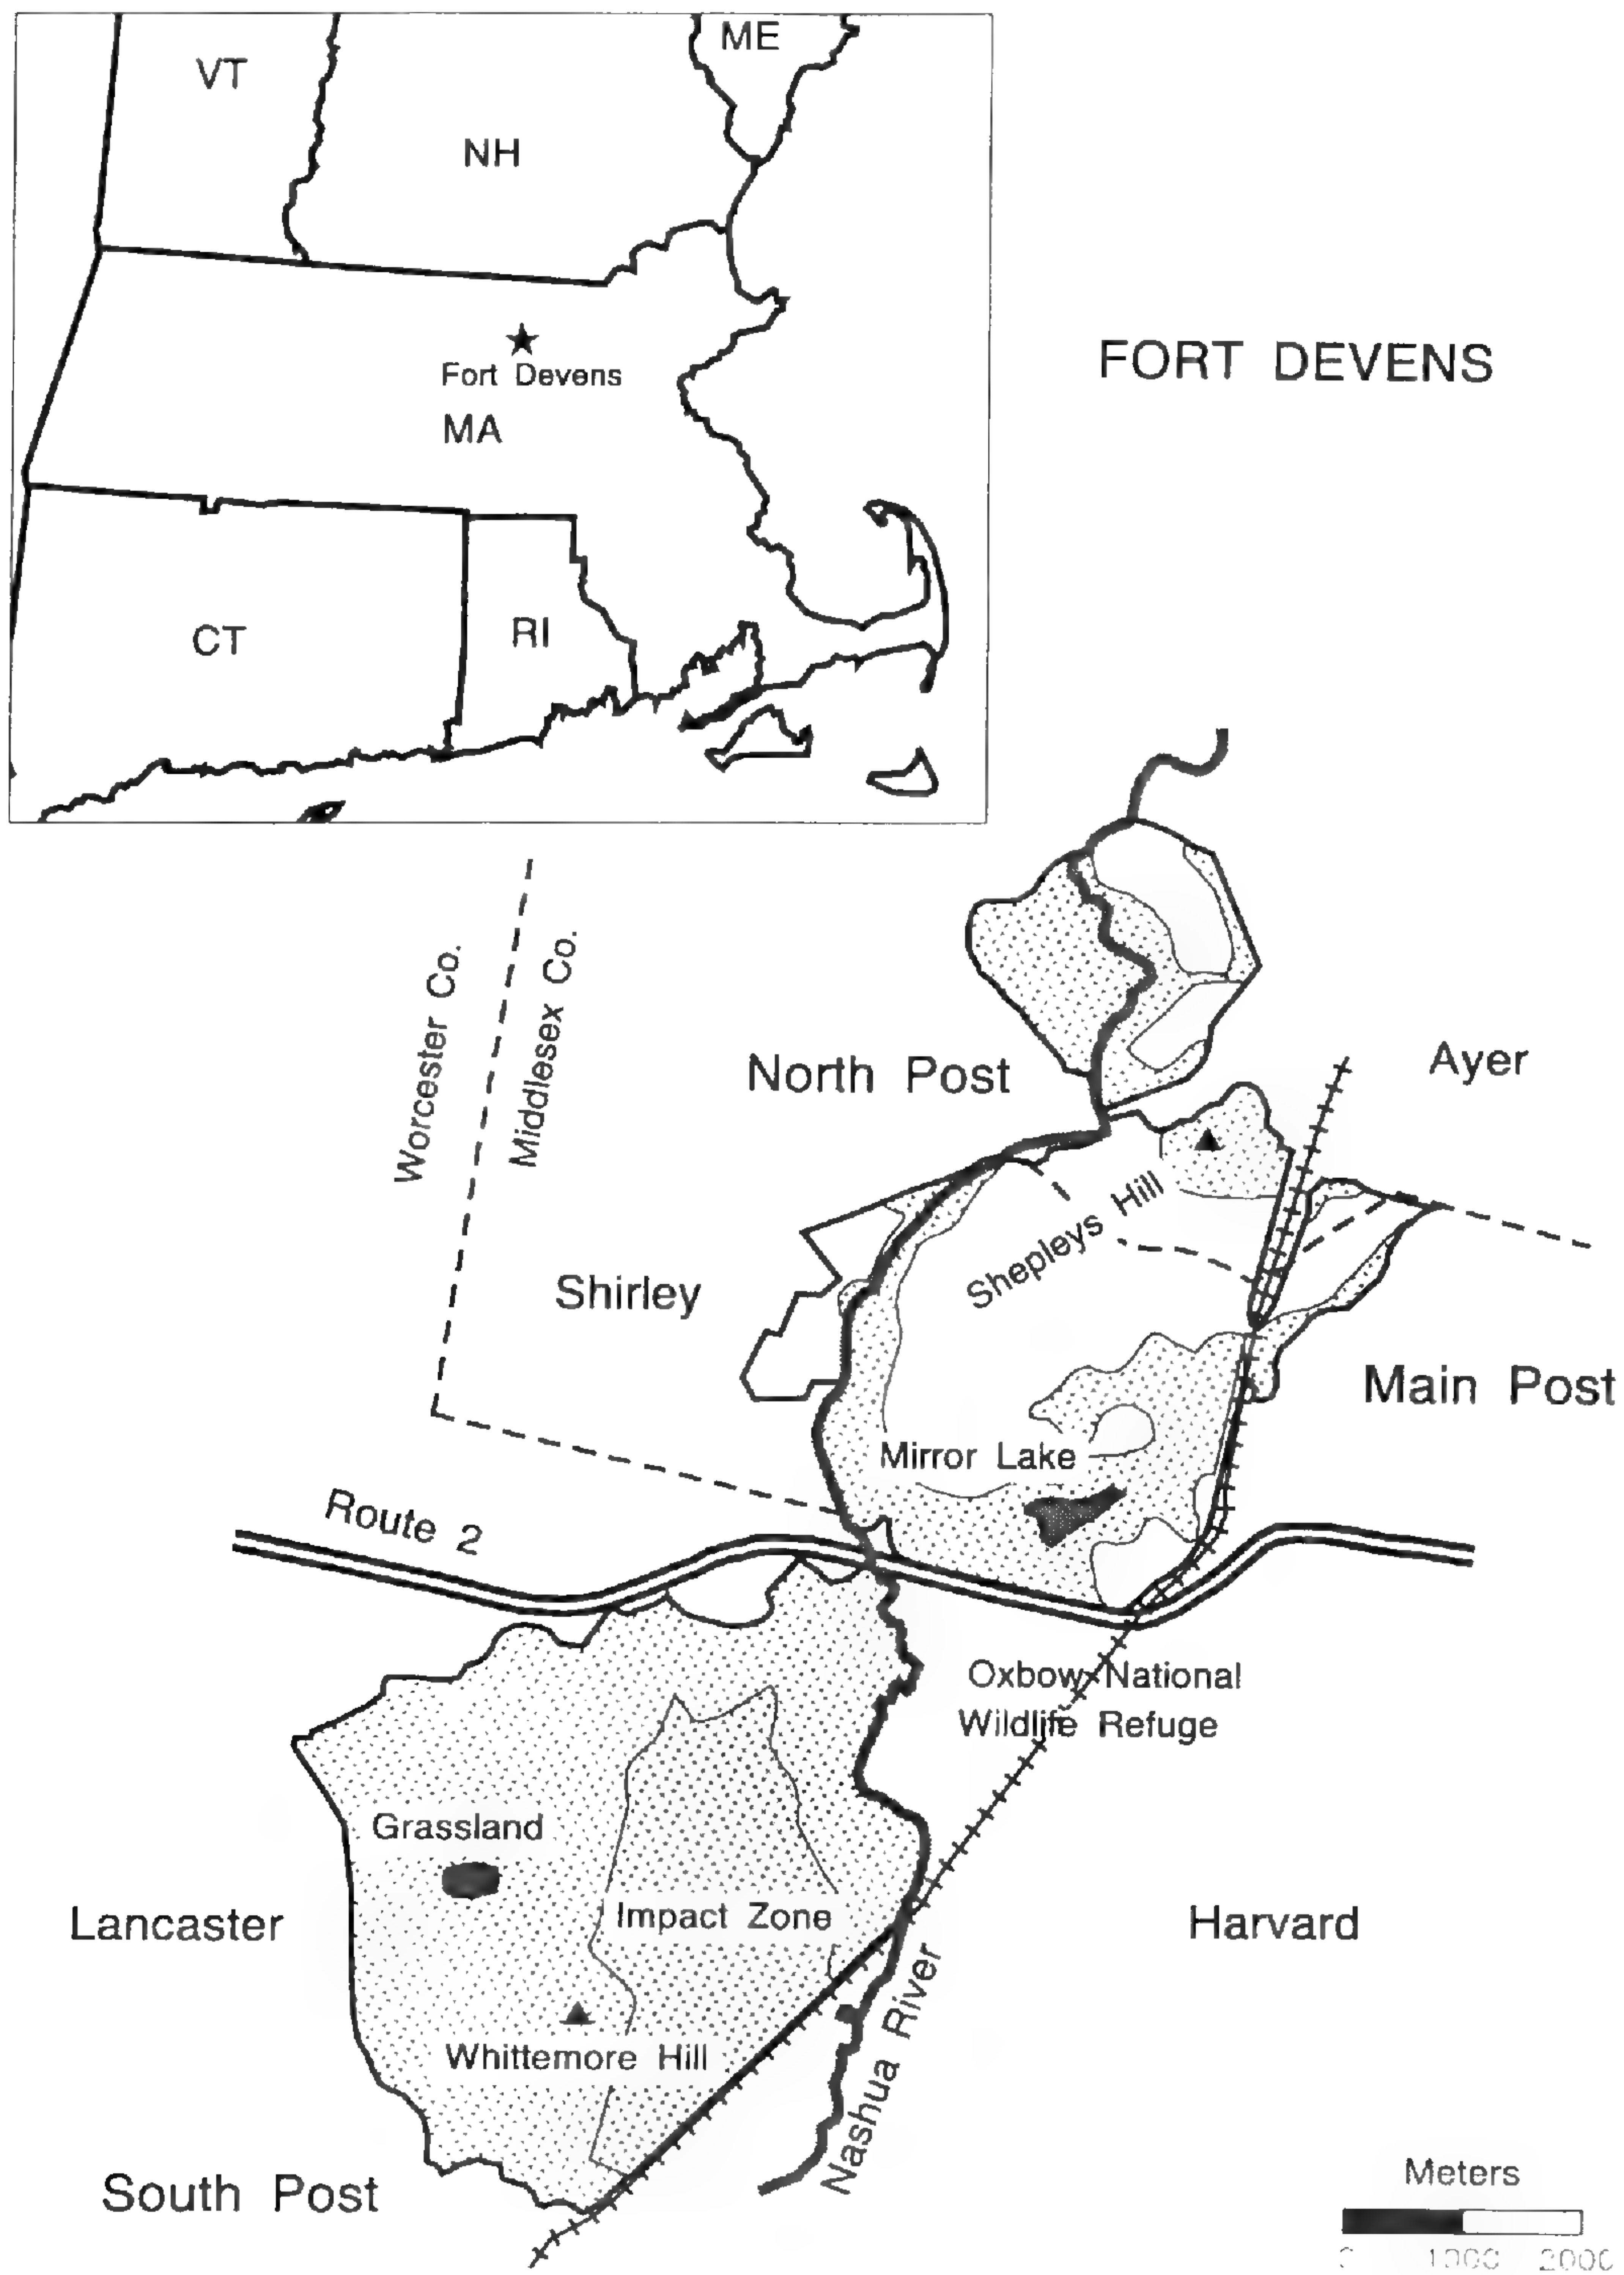 VT
ME
NH
Fort Devens
MA
CT
RI
FORT DEVENS
Worcester Co.
Middlesex Co.
North Post
Ayer
Shepleys Hill
Shirley
Main Post
Mirror Lake
Route 2
Oxbow National
Wildlife Refuge
Grassland
Lancaster
Impact Zone
Harvard
Whittemore Hill
Nashua River
South Post
Meters
0 1000 2000